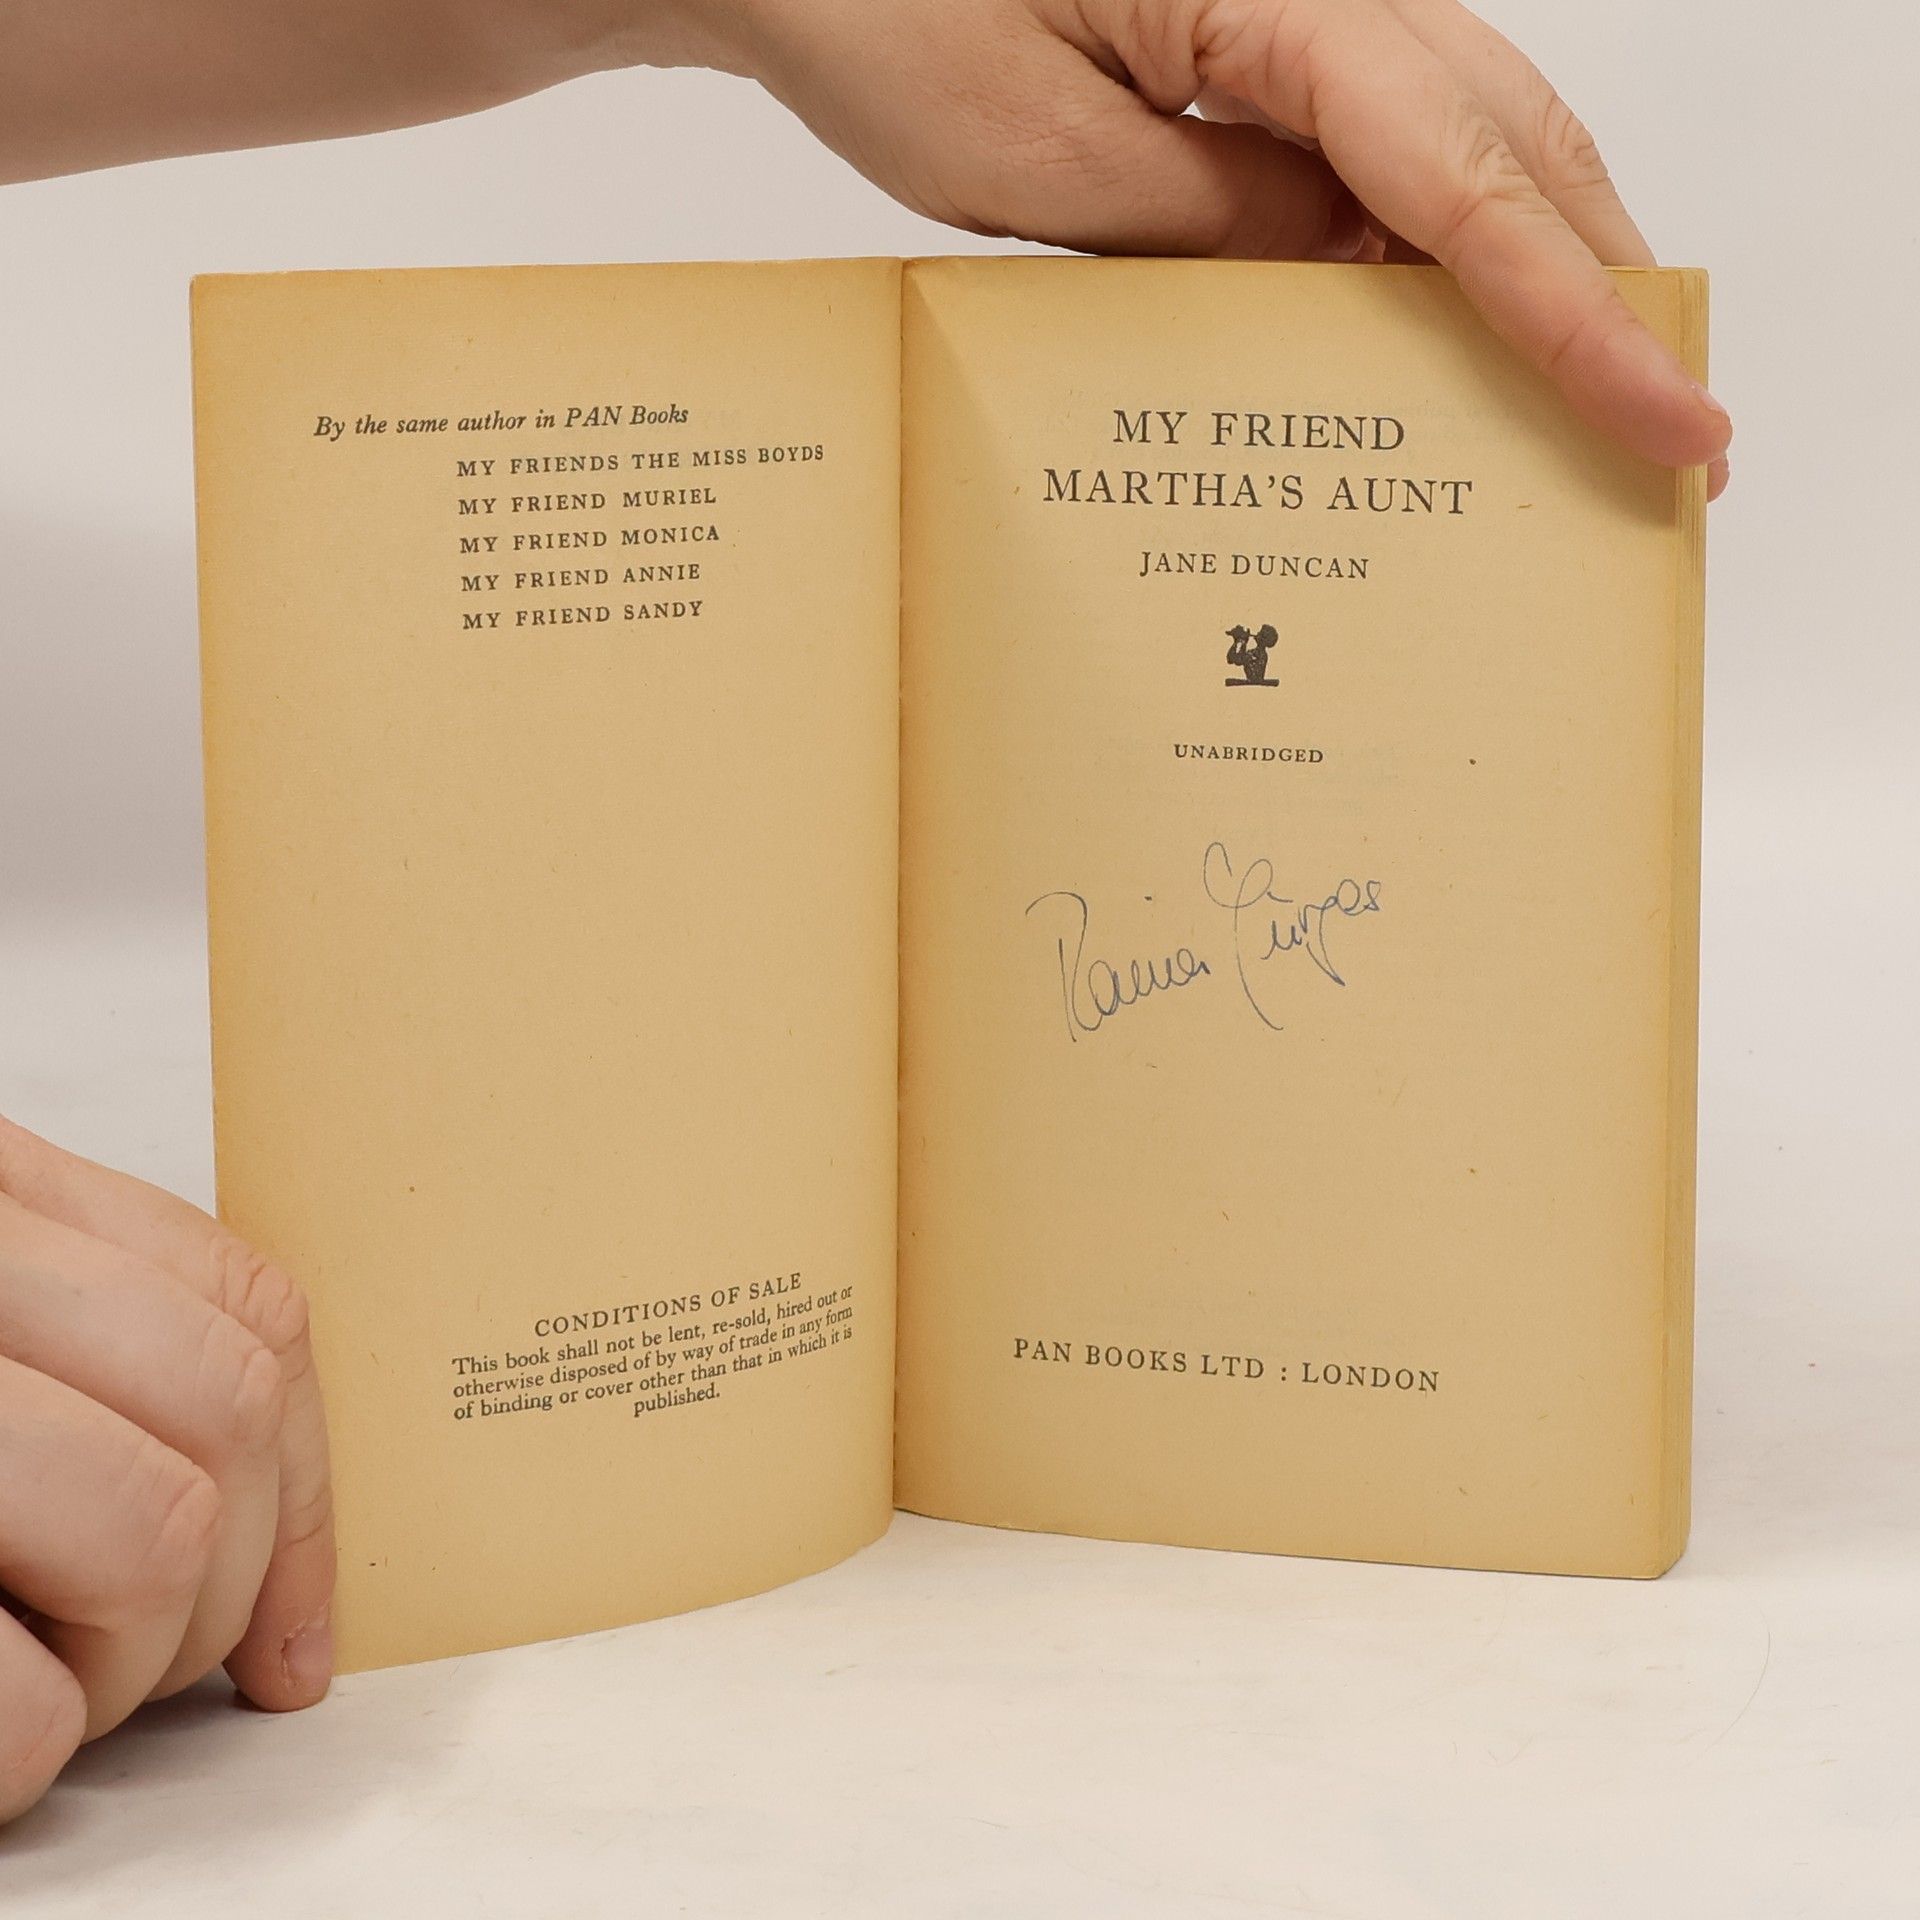 By the same author in PAN Books
MY FRIENDS THE MISS BOYDS
MY FRIEND MURIEL
MY FRIEND MONICA
MY FRIEND ANNIE
MY FRIEND SANDY
CONDITIONS OF SALE
This book shall not be lent, re-sold, hired out or
otherwise disposed of by way of trade in any form
of binding or cover other than that in which it is
published.
MY FRIEND
MARTHA'S AUNT
JANE DUNCAN
UNABRIDGED
Rainer
PAN BOOKS LTD : LONDON